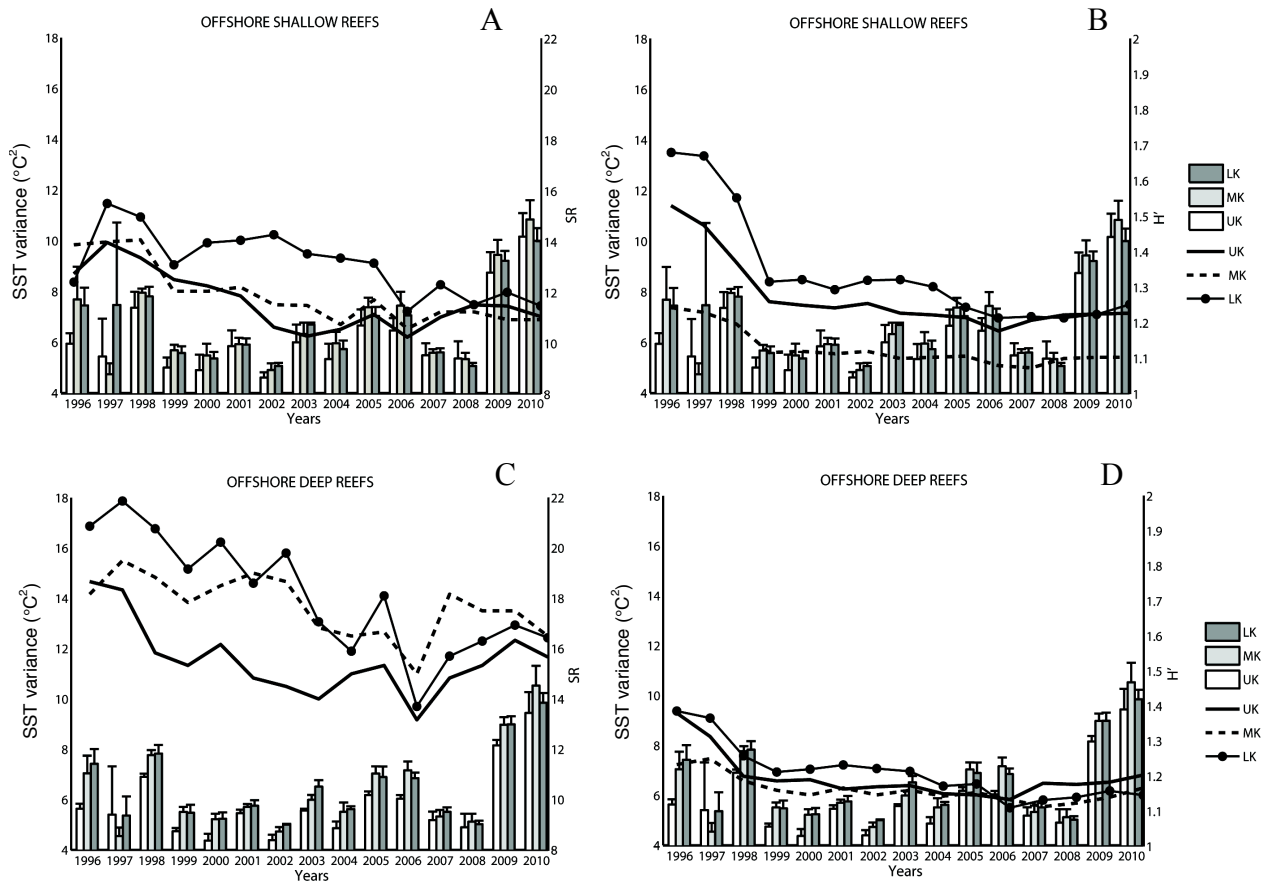 OFFSHORE SHALLOW REEFS
A
18
16
14
12
10
8
6
4
SST variance (°C²)
22
20
18
16
14
12
10
8
SR
1996 1997 1998 1999 2000 2001 2002 2003 2004 2005 2006 2007 2008 2009 2010
Years
OFFSHORE SHALLOW REEFS
B
18
16
14
12
10
8
6
4
SST variance (°C²)
2
1.9
1.8
1.7
1.6
1.5
1.4
1.3
1.2
1.1
1
H'
1996 1997 1998 1999 2000 2001 2002 2003 2004 2005 2006 2007 2008 2009 2010
Years
LK
MK
UK
UK
MK
LK
OFFSHORE DEEP REEFS
C
18
16
14
12
10
8
6
4
SST variance (°C²)
22
20
18
16
14
12
10
8
SR
1996 1997 1998 1999 2000 2001 2002 2003 2004 2005 2006 2007 2008 2009 2010
Years
OFFSHORE DEEP REEFS
D
18
16
14
12
10
8
6
4
SST variance (°C²)
2
1.9
1.8
1.7
1.6
1.5
1.4
1.3
1.2
1.1
1
H'
1996 1997 1998 1999 2000 2001 2002 2003 2004 2005 2006 2007 2008 2009 2010
Years
LK
MK
UK
UK
MK
LK